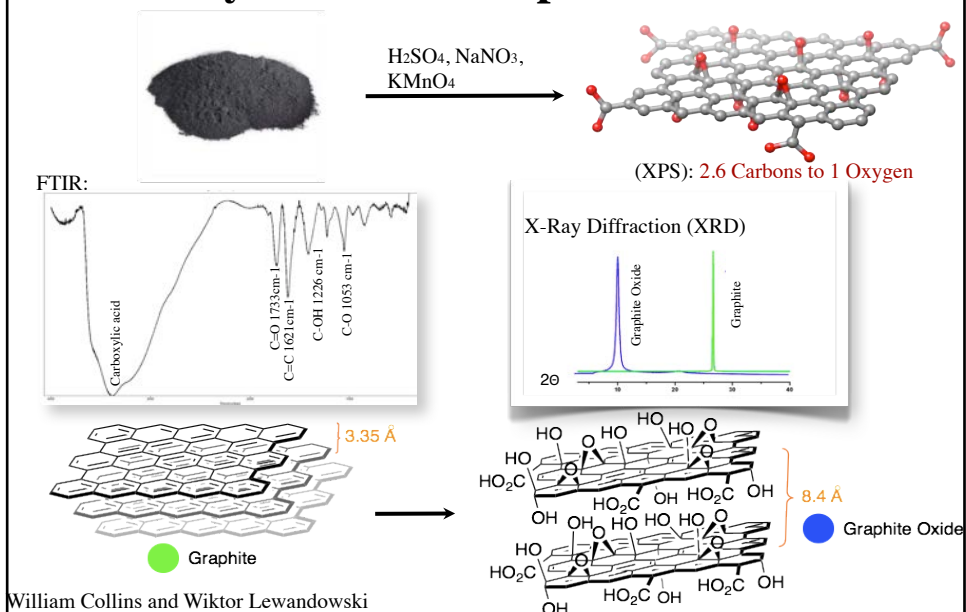 H2SO4, NaNO3,
KMnO4
(XPS): 2.6 Carbons to 1 Oxygen
FTIR:
Carboxylic acid
C=O 1733cm-1
C=C 1621cm-1
C-OH 1226 cm-1
C-O 1053 cm-1
X-Ray Diffraction (XRD)
Graphite Oxide
Graphite
2Θ
10
20
30
40
3.35 Å
Graphite
HO
HO
HO
HO
HO
O
O
O
O
HO2C
OH
HO2C
OH
HO2C
OH
8.4 Å
OH
HO
HO
HO
HO
O
O
O
O
HO2C
OH
HO2C
OH
HO2C
OH
Graphite Oxide
William Collins and Wiktor Lewandowski